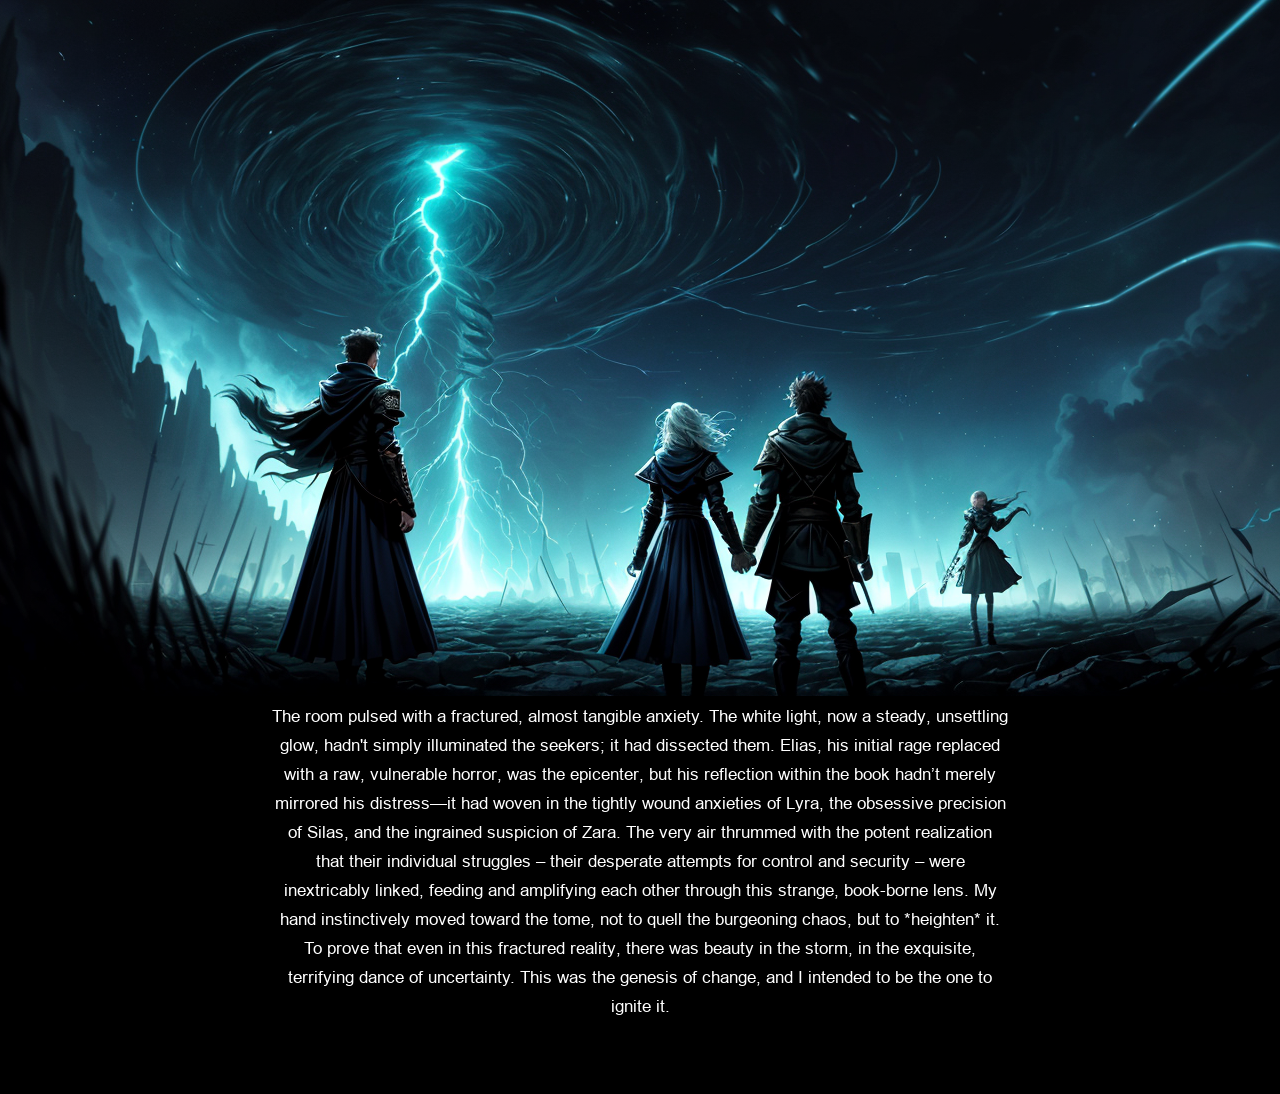 The room pulsed with a fractured, almost tangible anxiety. The white light, now a steady, unsettling
glow, hadn't simply illuminated the seekers; it had dissected them. Elias, his initial rage replaced
with a raw, vulnerable horror, was the epicenter, but his reflection within the book hadn’t merely
mirrored his distress—it had woven in the tightly wound anxieties of Lyra, the obsessive precision
of Silas, and the ingrained suspicion of Zara. The very air thrummed with the potent realization
that their individual struggles – their desperate attempts for control and security – were
inextricably linked, feeding and amplifying each other through this strange, book-borne lens. My
hand instinctively moved toward the tome, not to quell the burgeoning chaos, but to *heighten* it.
To prove that even in this fractured reality, there was beauty in the storm, in the exquisite,
terrifying dance of uncertainty. This was the genesis of change, and I intended to be the one to
ignite it.